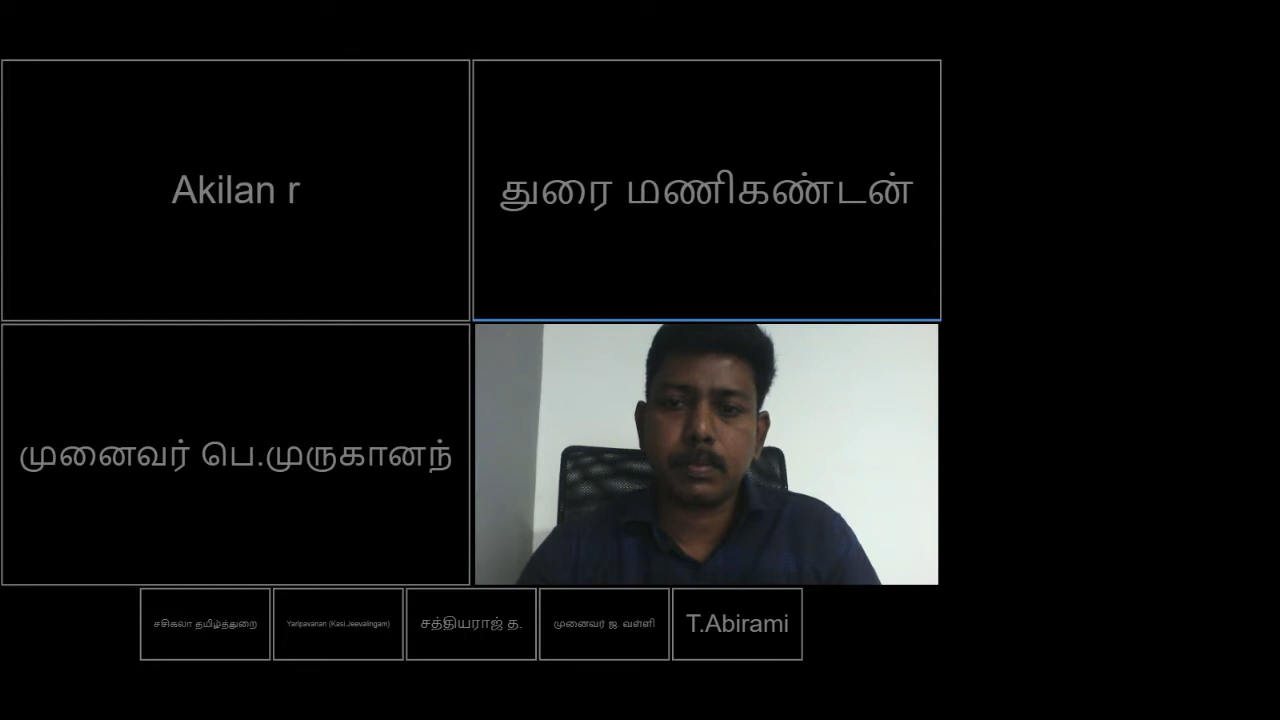 Akilan r
துரை மணிகண்டன்
முனைவர் பெ.முருகானந்
சசிகலா தமிழ்த்துறை
Yaripavanan (Kasi.Jeevalingam)
சத்தியராஜ் த.
முனைவர் ஜ. வள்ளி
T.Abirami